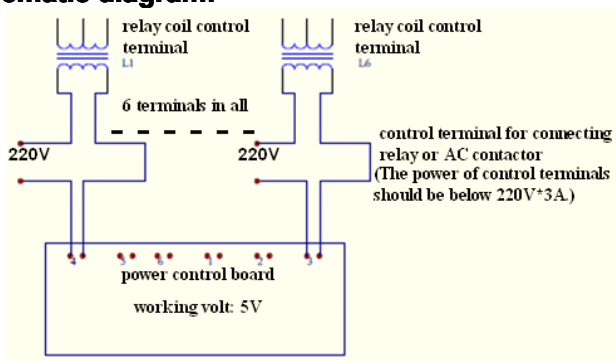 ematic diagram:
relay coil control
terminal
L1
relay coil control
terminal
L6
6 terminals in all
220V
220V
control terminal for connecting
relay or AC contactor
(The power of control terminals
should be below 220V*3A.)
4 5 6 1 2 3
power control board
working volt: 5V